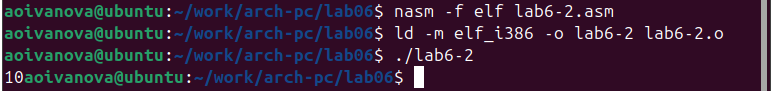 aoivanova@ubuntu:~/work/arch-pc/lab06$ nasm -f elf lab6-2.asm
aoivanova@ubuntu:~/work/arch-pc/lab06$ ld -m elf_i386 -o lab6-2 lab6-2.o
aoivanova@ubuntu:~/work/arch-pc/lab06$ ./lab6-2
10aoivanova@ubuntu:~/work/arch-pc/lab06$